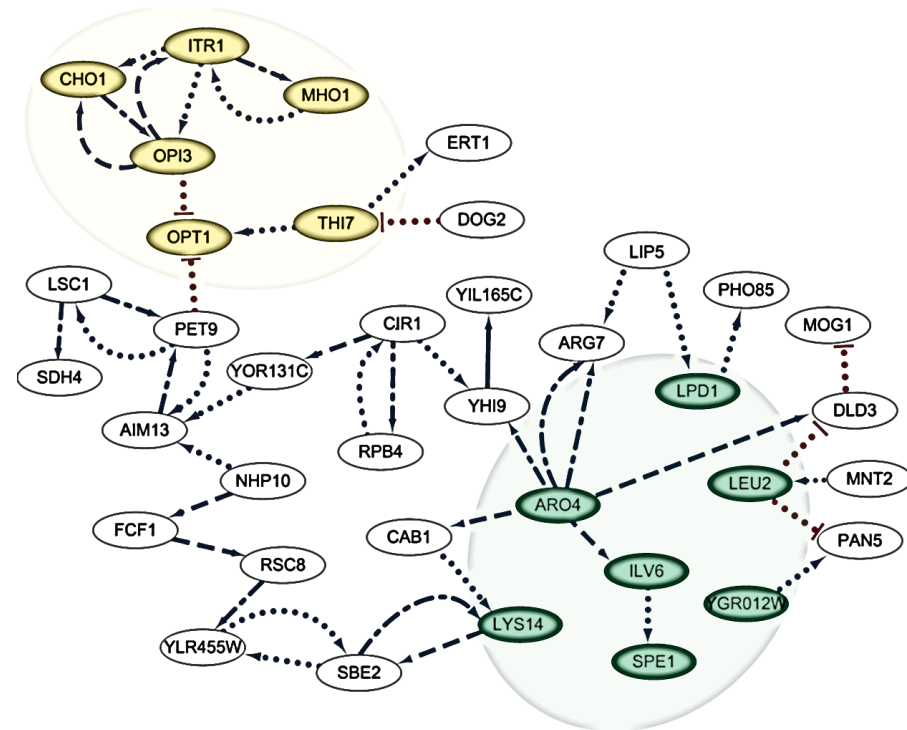 ITR1
CHO1
MHO1
OPI3
ERT1
THI7
DOG2
OPT1
LIP5
LSC1
YIL165C
PHO85
PET9
CIR1
MOG1
ARG7
SDH4
YOR131C
LPD1
YHI9
DLD3
AIM13
RPB4
NHP10
LEU2
MNT2
ARO4
FCF1
CAB1
PAN5
RSC8
ILV6
YGR012W
LYS14
YLR455W
SBE2
SPE1